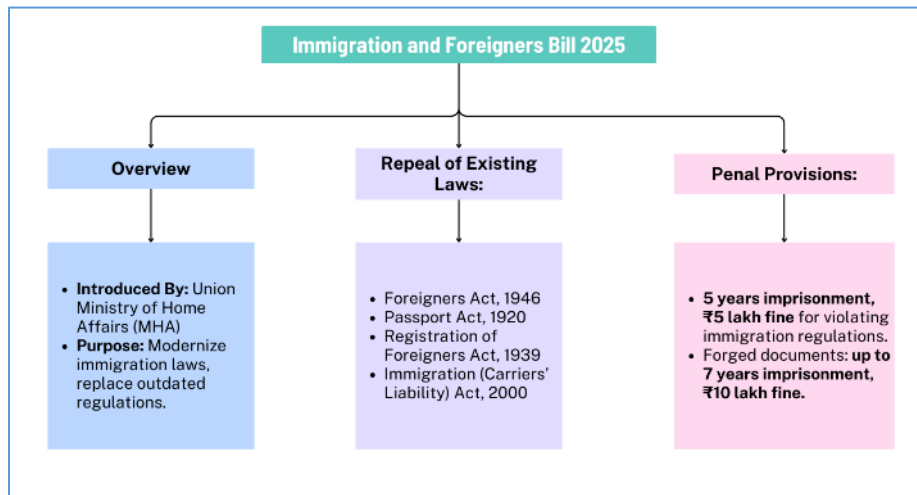 Immigration and Foreigners Bill 2025
Overview
• Introduced By: Union
Ministry of Home
Affairs (MHA)
• Purpose: Modernize
immigration laws,
replace outdated
regulations.
Repeal of Existing
Laws:
• Foreigners Act, 1946
• Passport Act, 1920
• Registration of
Foreigners Act, 1939
• Immigration (Carriers'
Liability) Act, 2000
Penal Provisions:
• 5 years imprisonment,
₹5 lakh fine for violating
immigration regulations.
• Forged documents: up to
7 years imprisonment,
₹10 lakh fine.